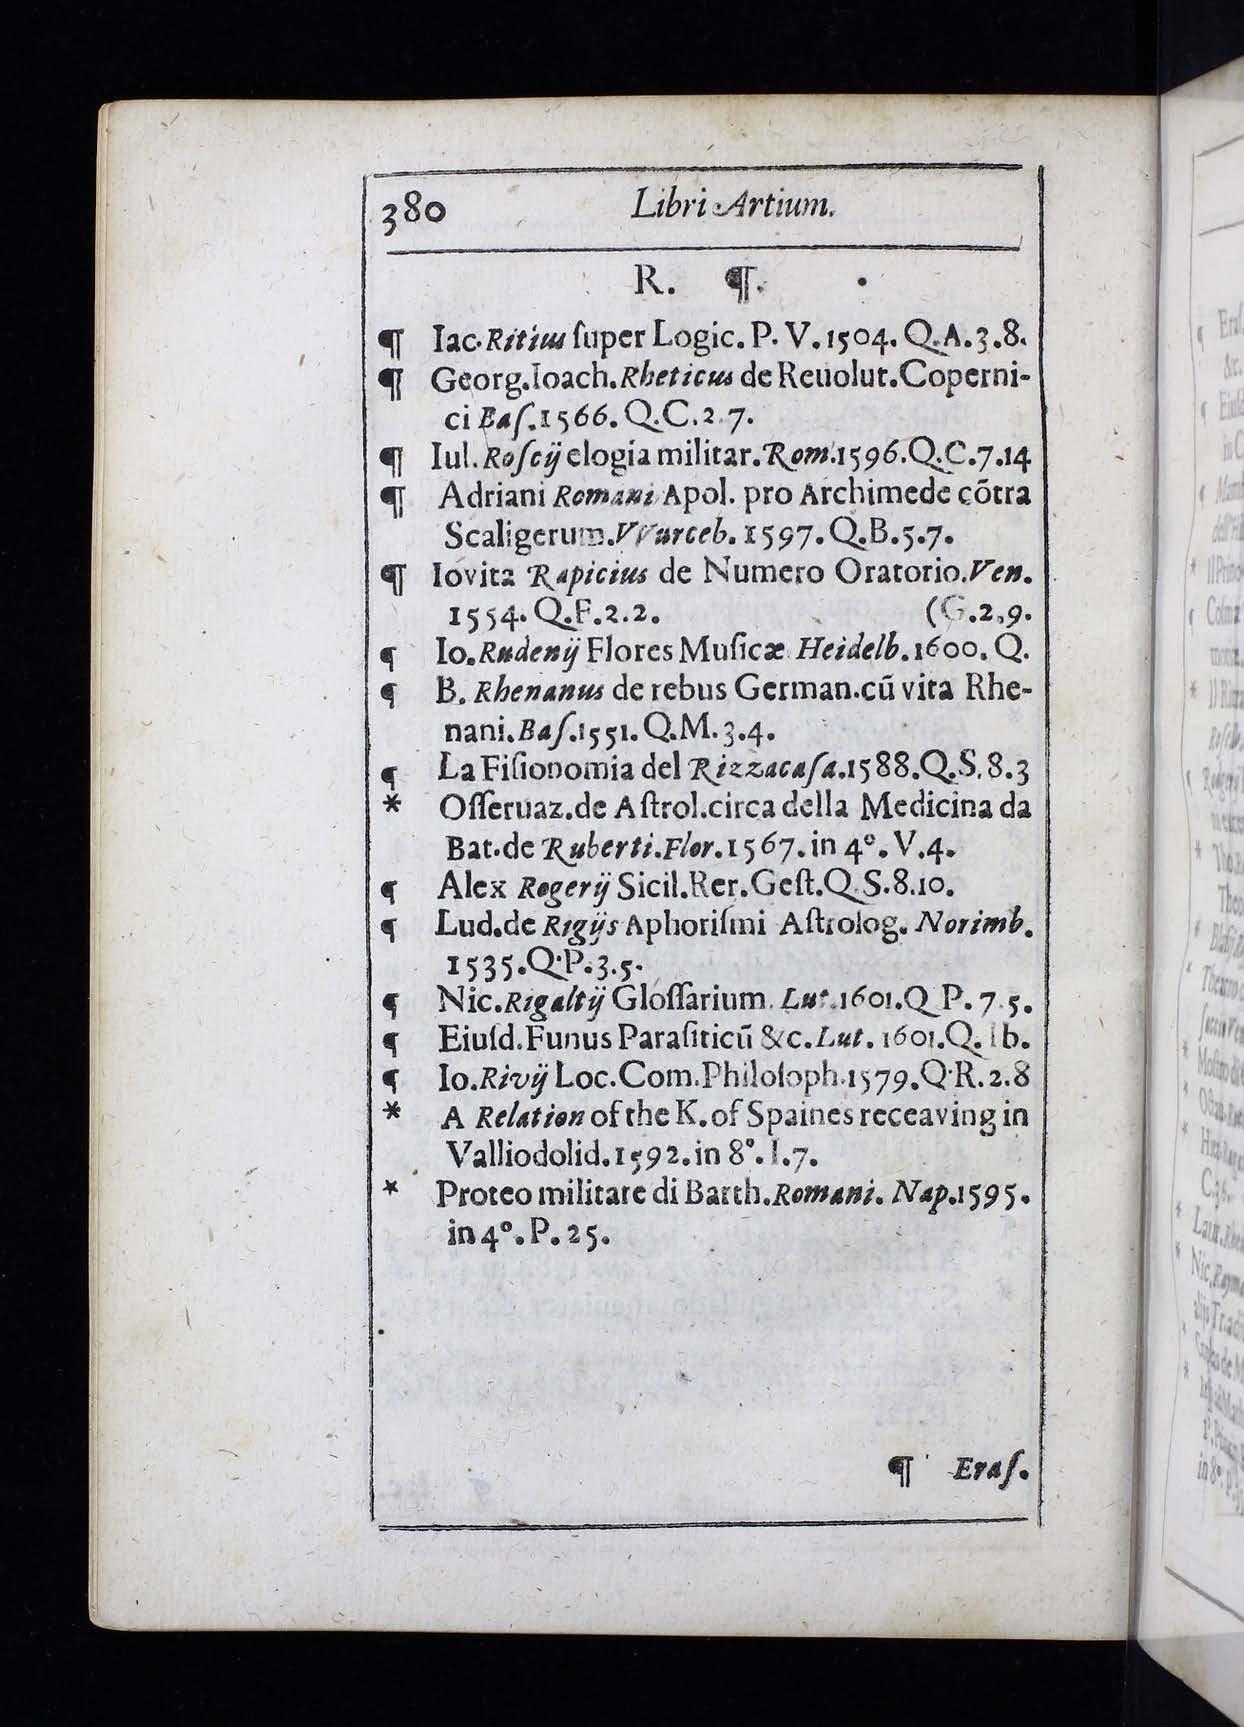 380 Libri Artium.
R. ¶.
¶ Iac. Ritius ſuper Logic. P. V. 1504. Q.A.3.8.
¶ Georg. Ioach. Rheticus de Reuolut. Coperni-
ci Baſ. 1566. Q.C.2.7.
¶ Iul. Roſcij elogia militar. Rom. 1596. Q.C.7.14
¶ Adriani Romani Apol. pro Archimede cōtra
Scaligerum. VVurceb. 1597. Q.B.5.7.
¶ Iovita Rapicius de Numero Oratorio. Ven.
1554. Q.F.2.2. (G.2.9.
¶ Io. Rudenij Flores Muſicæ Heidelb. 1600. Q.
¶ B. Rhenanus de rebus German. cū vita Rhe-
nani. Baſ. 1551. Q.M.3.4.
¶ La Fiſionomia del Rizzacaſa. 1588. Q.S.8.3
* Oſſeruaz. de Aſtrol. circa della Medicina da
Bat. de Ruberti. Flor. 1567. in 4°. V.4.
¶ Alex Rogerij Sicil. Rer. Geſt. Q.S.8.10.
¶ Lud. de Rigijs Aphoriſmi Aſtrolog. Norimb.
1535. Q.P.3.5.
¶ Nic. Rigaltij Gloſſarium. Lut. 1601. Q P.7.5.
¶ Eiuſd. Funus Paraſiticū &c. Lut. 1601. Q. Ib.
¶ Io. Rivij Loc. Com. Philoſoph. 1579. Q.R.2.8
* A Relation of the K. of Spaines receaving in
Valliodolid. 1592. in 8°. I.7.
* Proteo militare di Barth. Romani. Nap. 1595.
in 4°. P. 25.
¶ Eraſ.